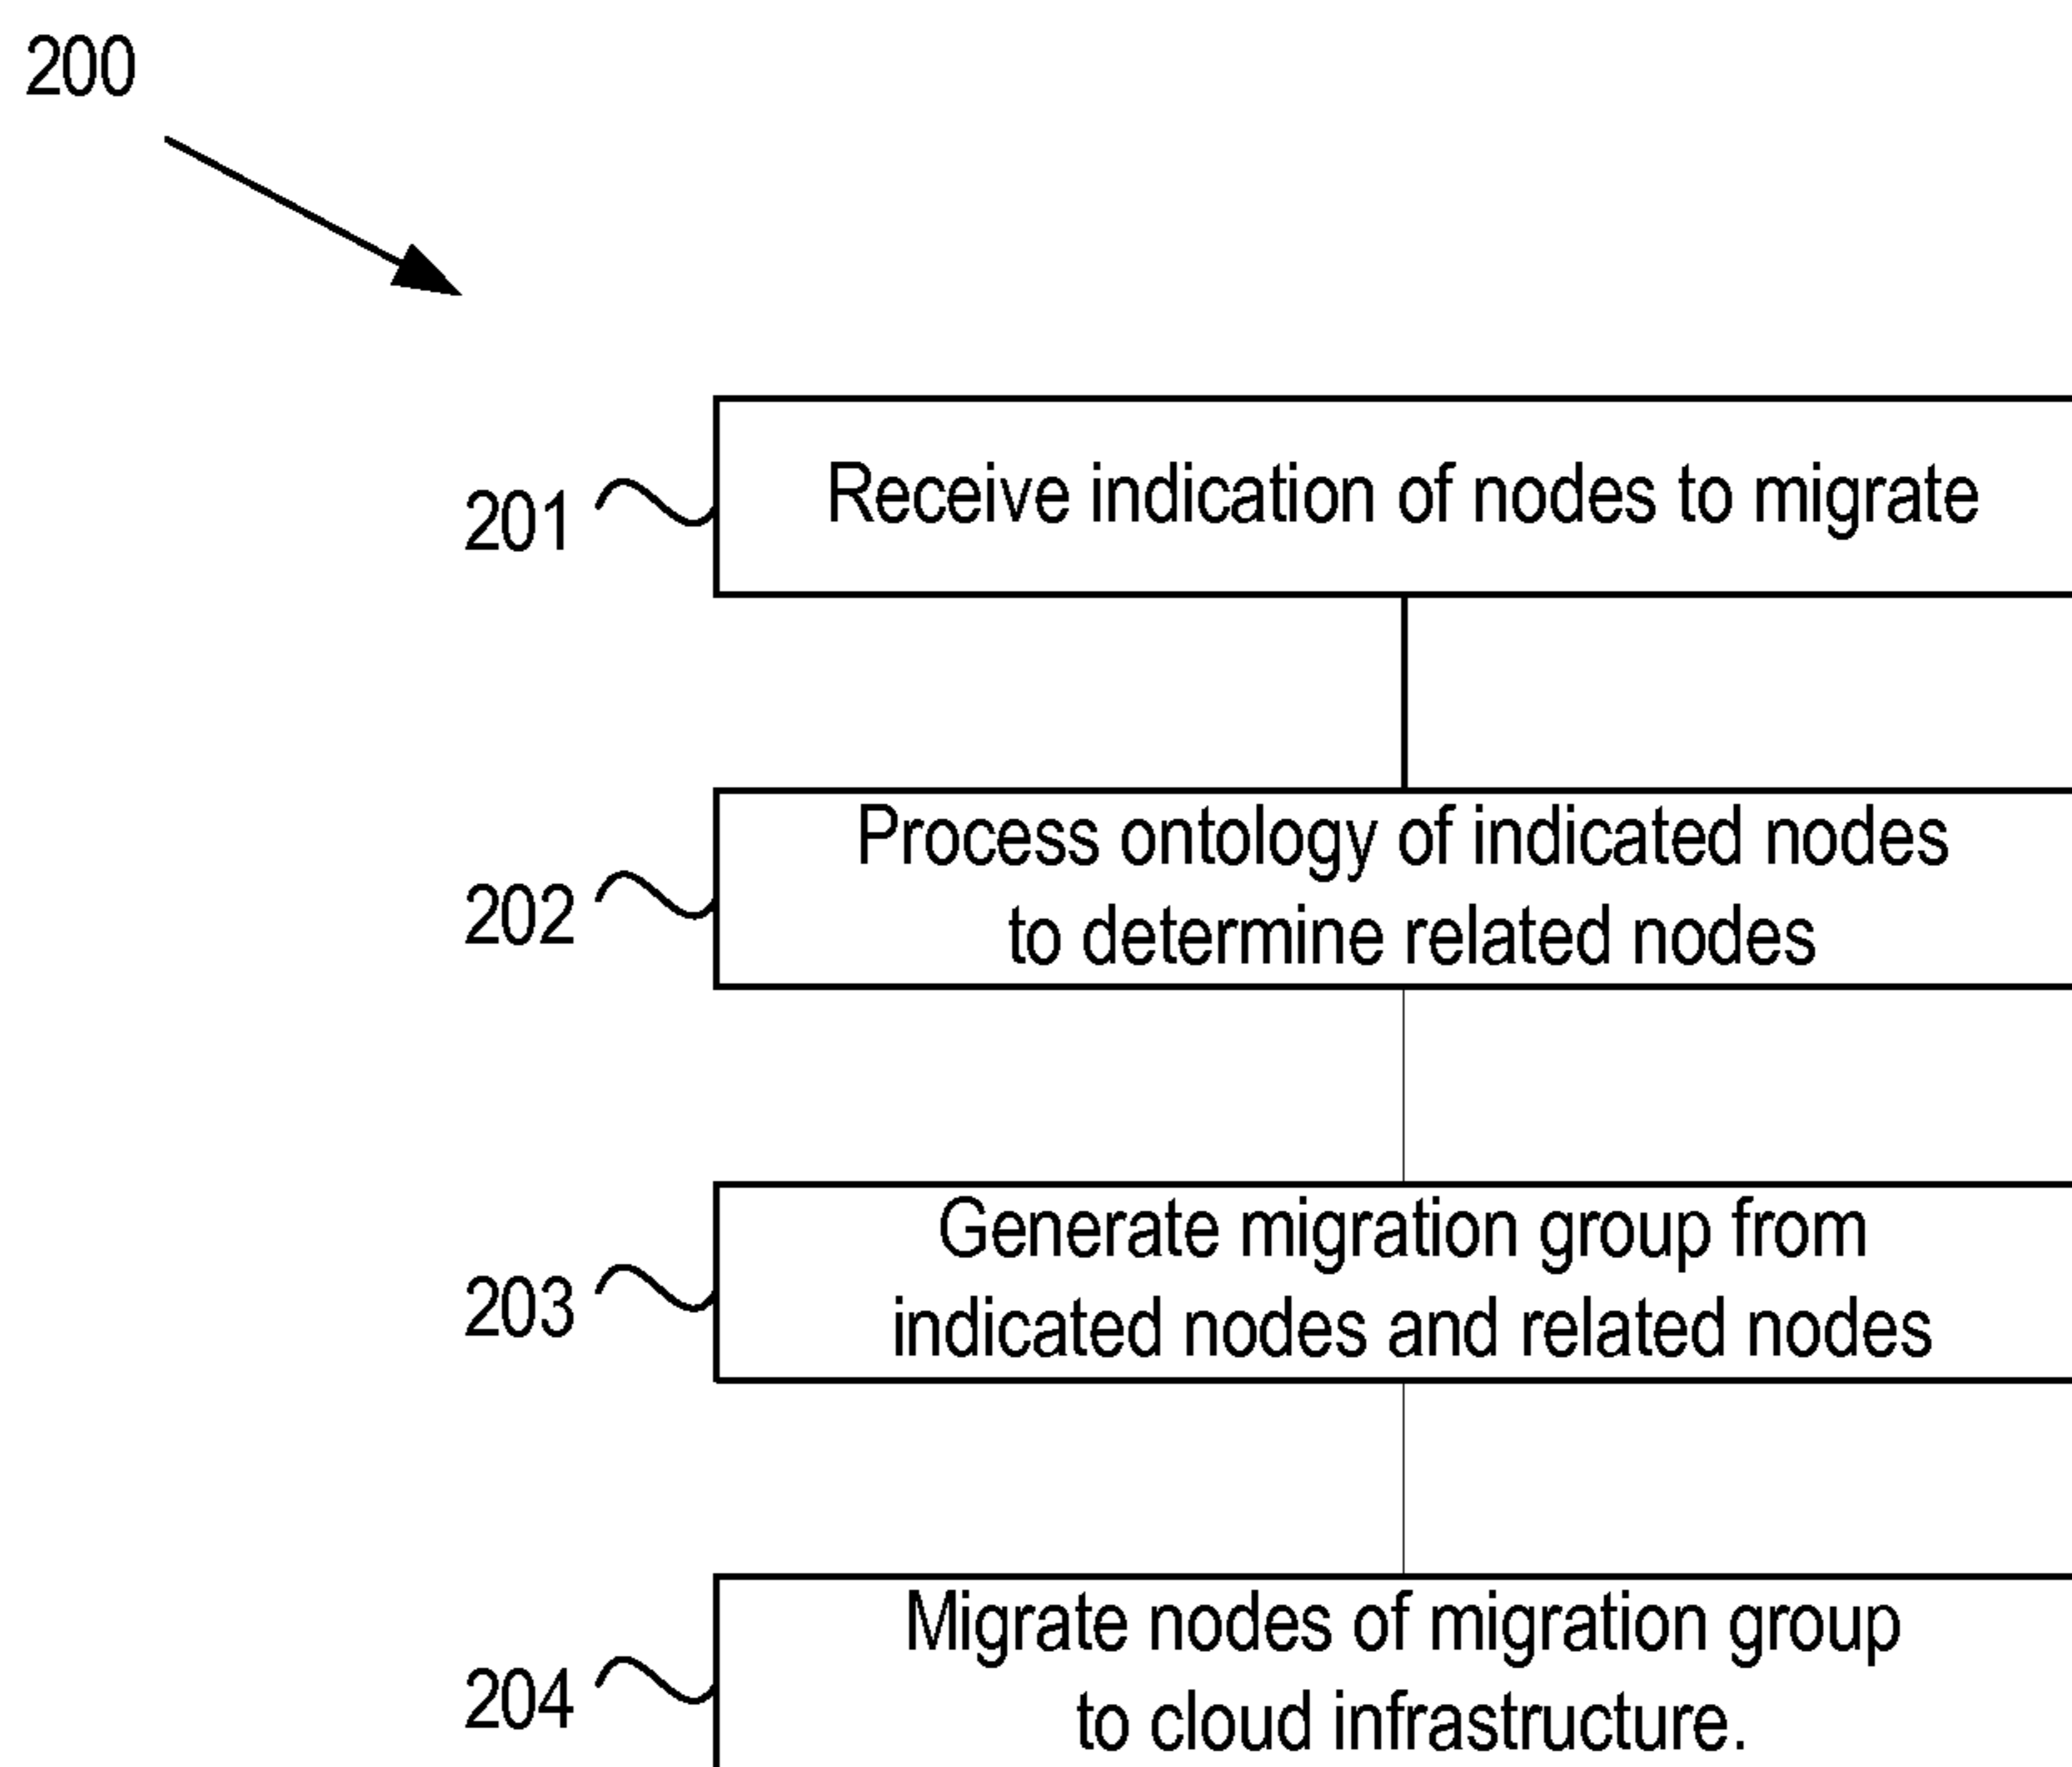 200
201
Receive indication of nodes to migrate
202
Process ontology of indicated nodes
to determine related nodes
203
Generate migration group from
indicated nodes and related nodes
204
Migrate nodes of migration group
to cloud infrastructure.